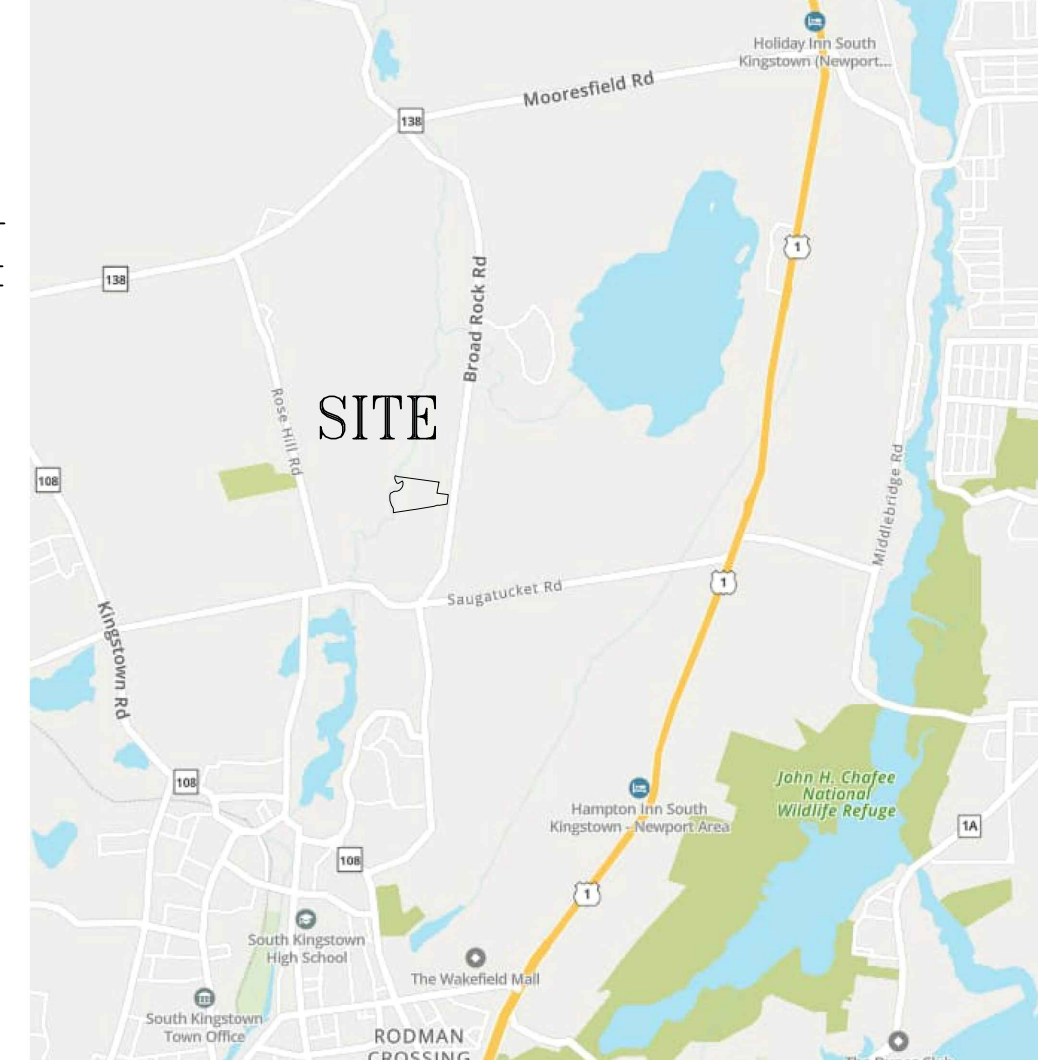 Holiday Inn South
Kingstown (Newport...
Mooresfield Rd
138
1
138
Broad Rock Rd
Rose Hill Rd
SITE
108
Middlebridge Rd
1
Saugatucket Rd
Kingstown Rd
108
John H. Chafee
National
Wildlife Refuge
Hampton Inn South
Kingstown - Newport Area
1A
108
1
South Kingstown
High School
The Wakefield Mall
South Kingstown
Town Office
RODMAN
CROSSING